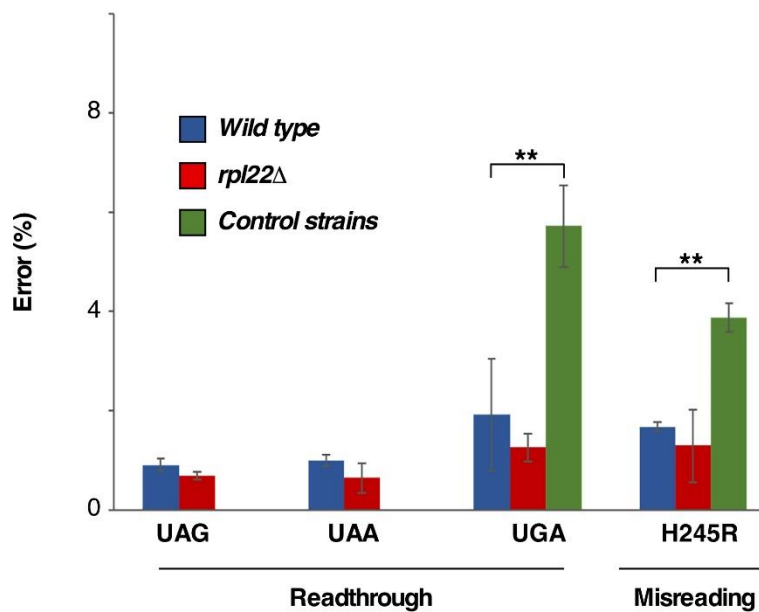 8
Wild type
**
rpl22Δ
Control strains
**
Error (%)
4
0
UAG UAA UGA H245R
Readthrough Misreading